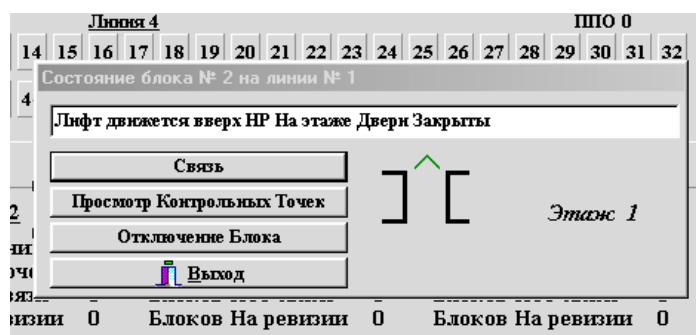 Линия 4 ППО 0
14 15 16 17 18 19 20 21 22 23 24 25 26 27 28 29 30 31 32
Состояние блока № 2 на линии № 1
4
Лифт движется вверх НР На этаже Двери Закрыты
Связь
Просмотр Контрольных Точек
2
Этаж 1
Отключение Блока
Выход
визии 0 Блоков На ревизии 0 Блоков На ревизии 0